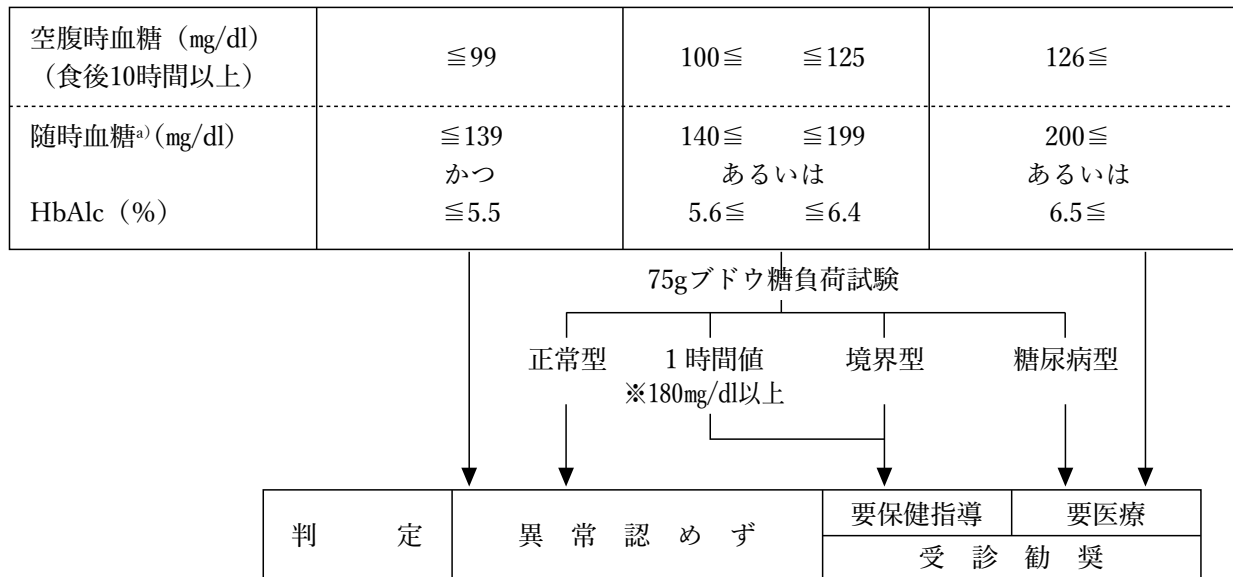 空腹時血糖（㎎/dl）
（食後10時間以上）
≦99
100≦ ≦125
126≦
随時血糖a）（㎎/dl） ≦139 140≦ ≦199 200≦
かつ あるいは あるいは
HbAlc（%） ≦5.5 5.6≦ ≦6.4 6.5≦
75gブドウ糖負荷試験
正常型 1時間値 境界型 糖尿病型
※180㎎/dl以上
判定 異常認めず 要保健指導 要医療
受診勧奨